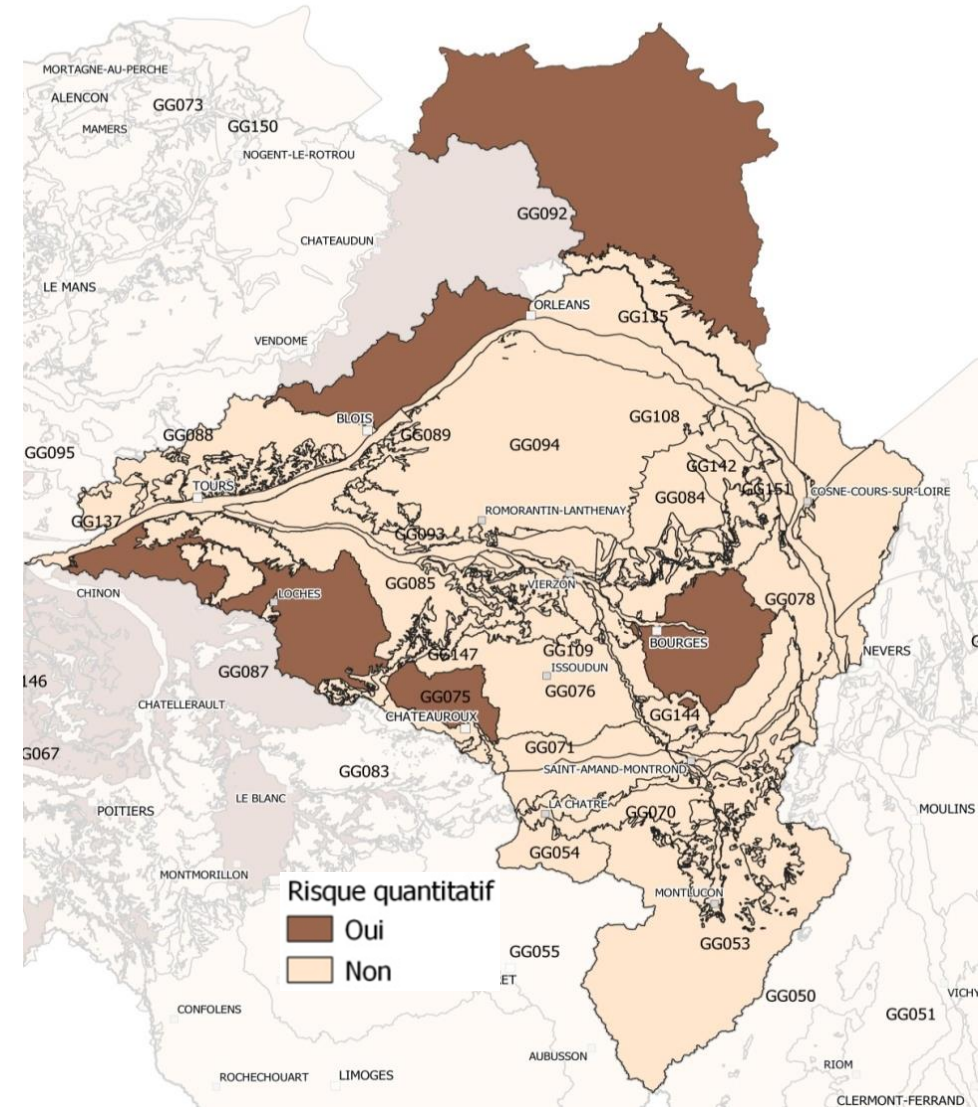 MORTAGNE-AU-PERCHE
ALENCON
GG073
MAMERS
GG150
NOGENT-LE-ROTROU
GG092
CHATEAUDUN
LE MANS
ORLEANS
GG135
VENDOME
BLOIS
GG108
GG088
GG089
GG094
GG095
GG142
TOURS
GG084
GG151
COSNE-COURS-SUR-LOIRE
ROMORANTIN-LANTHENAY
GG137
GG093
CHINON
LOCHES
GG085
VIERZON
GG078
BOURGES
GG147
GG109
NEVERS
146
GG087
ISSOUDUN
GG076
CHATELLERAULT
GG075
GG144
CHATEAUROUX
G067
GG071
GG083
SAINT-AMAND-MONTROND
LE BLANC
POITIERS
LA CHATRE
GG070
MOULINS
GG054
MONTMORILLON
Risque quantitatif
Oui
Non
MONTLUCON
GG053
GG055
RET
GG050
VICHY
CONFOLENS
GG051
AUBUSSON
RIOM
ROCHECHOUART
LIMOGES
CLERMONT-FERRAND